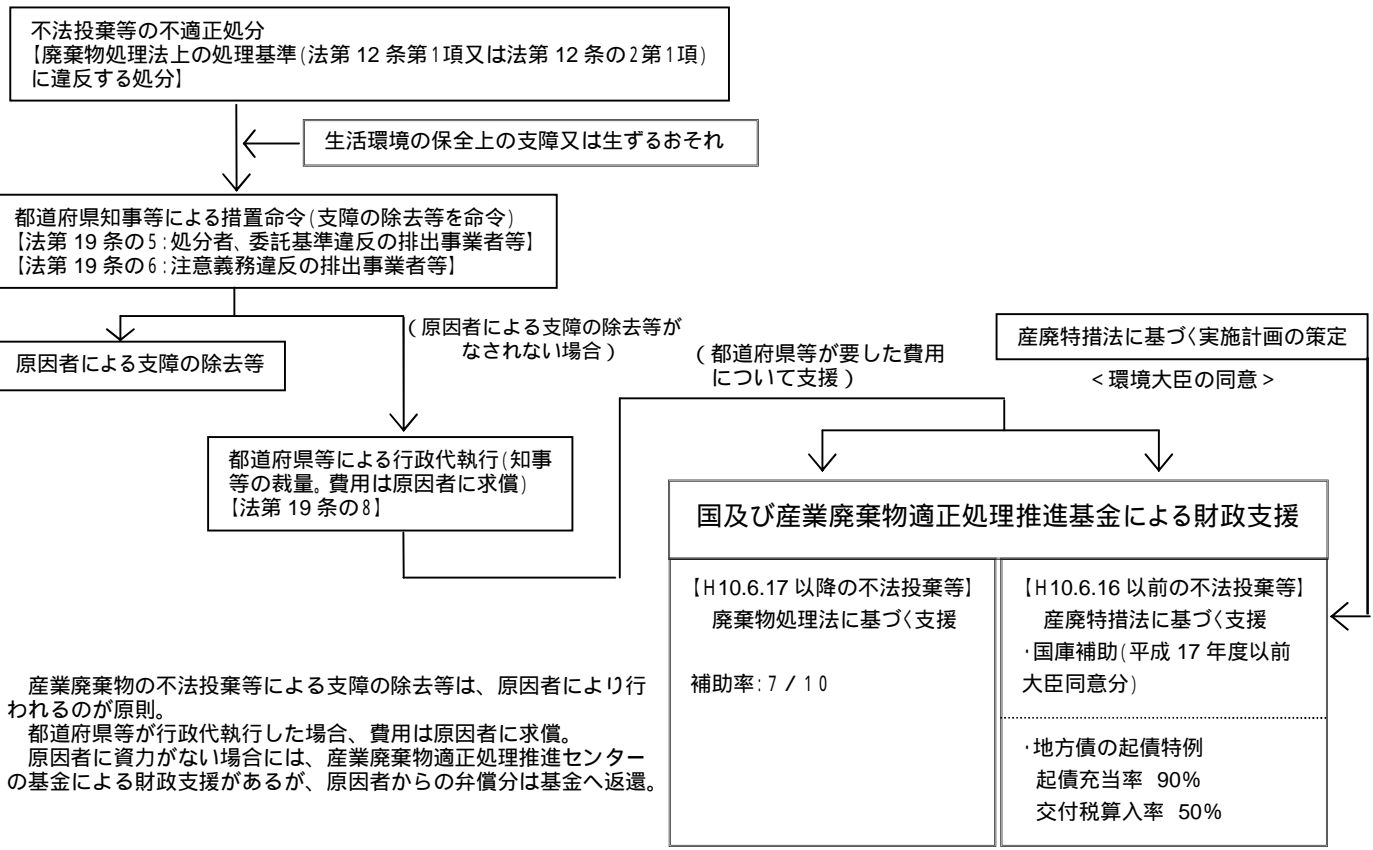 不法投棄等の不適正処分
【廃棄物処理法上の処理基準(法第 12 条第1項又は法第 12 条の2第1項)
に違反する処分】
生活環境の保全上の支障又は生ずるおそれ
都道府県知事等による措置命令(支障の除去等を命令)
【法第 19 条の5:処分者、委託基準違反の排出事業者等】
【法第 19 条の6:注意義務違反の排出事業者等】
原因者による支障の除去等
(原因者による支障の除去等が
なされない場合)
都道府県等による行政代執行(知事
等の裁量。費用は原因者に求償)
【法第 19 条の8】
(都道府県等が要した費用
について支援)
産廃特措法に基づく実施計画の策定
<環境大臣の同意>
国及び産業廃棄物適正処理推進基金による財政支援
【H10.6.17 以降の不法投棄等】
廃棄物処理法に基づく支援
補助率:7/10
【H10.6.16 以前の不法投棄等】
産廃特措法に基づく支援
・国庫補助(平成 17 年度以前
大臣同意分)
・地方債の起債特例
起債充当率 90%
交付税算入率 50%
産業廃棄物の不法投棄等による支障の除去等は、原因者により行
われるのが原則。
都道府県等が行政代執行した場合、費用は原因者に求償。
原因者に資力がない場合には、産業廃棄物適正処理推進センター
の基金による財政支援があるが、原因者からの弁償分は基金へ返還。